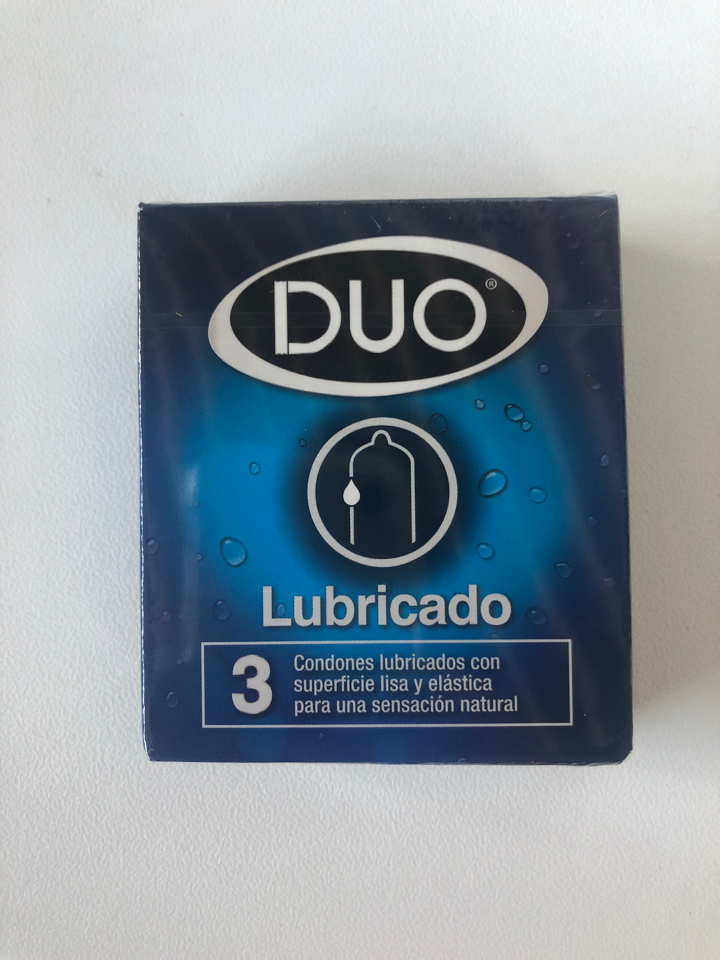 DUO®
Lubricado
3
Condones lubricados con
superficie lisa y elástica
para una sensación natural